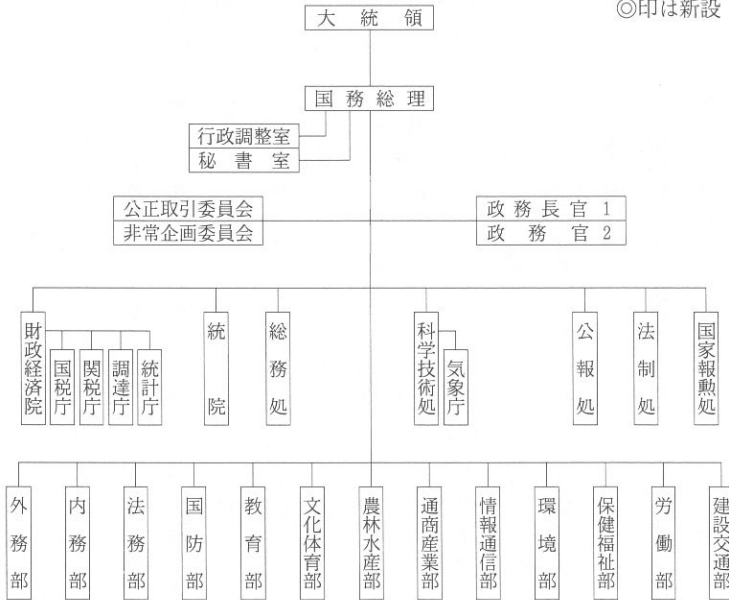 ◎印は新設
大統領
国務総理
行政調整室
秘書室
公正取引委員会
非常企画委員会
政務長官 1
政務官 2
財政経済院
国税庁
関税庁
調達庁
統計庁
統院
総務処
科学技術処
気象庁
公報処
法制処
国家報勲処
外務部
内務部
法務部
国防部
教育部
文化体育部
農林水産部
通商産業部
情報通信部
環境部
保健福祉部
労働部
建設交通部